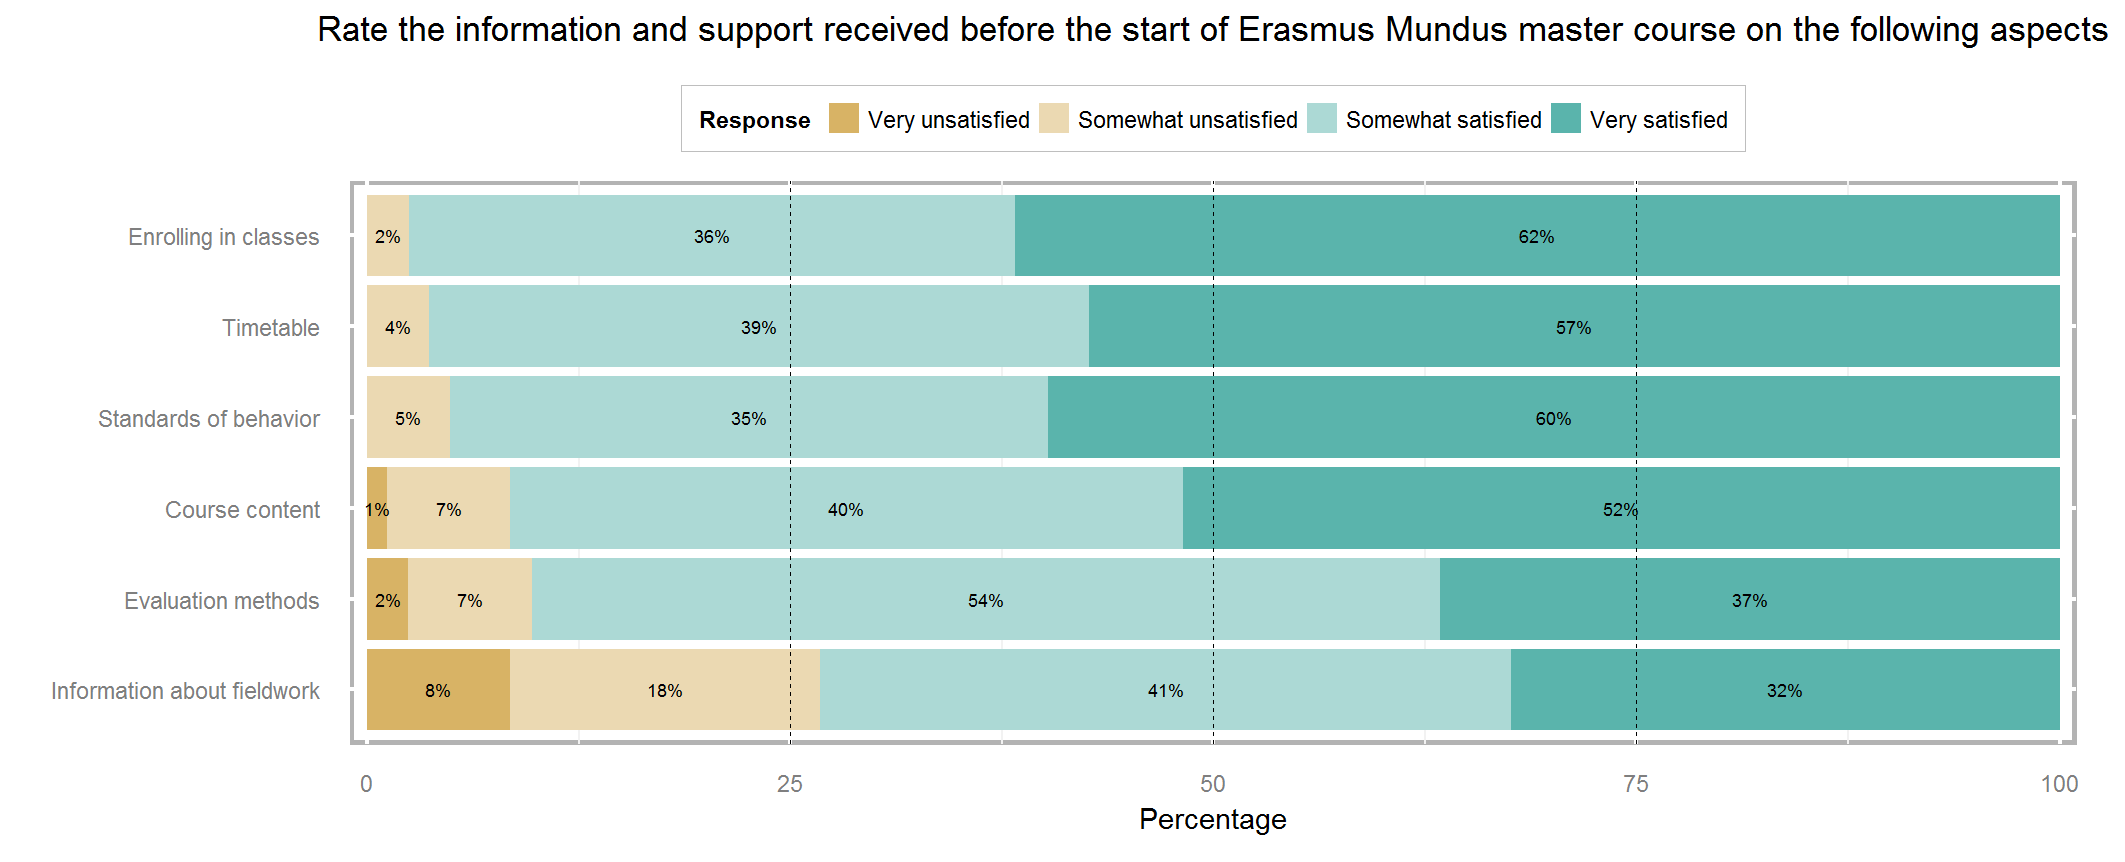 Rate the information and support received before the start of Erasmus Mundus master course on the following aspects
Response Very unsatisfied Somewhat unsatisfied Somewhat satisfied Very satisfied
Enrolling in classes 2% 36% 62%
Timetable 4% 39% 57%
Standards of behavior 5% 35% 60%
Course content 1% 7% 40% 52%
Evaluation methods 2% 7% 54% 37%
Information about fieldwork 8% 18% 41% 32%
0 25 50 75 100
Percentage